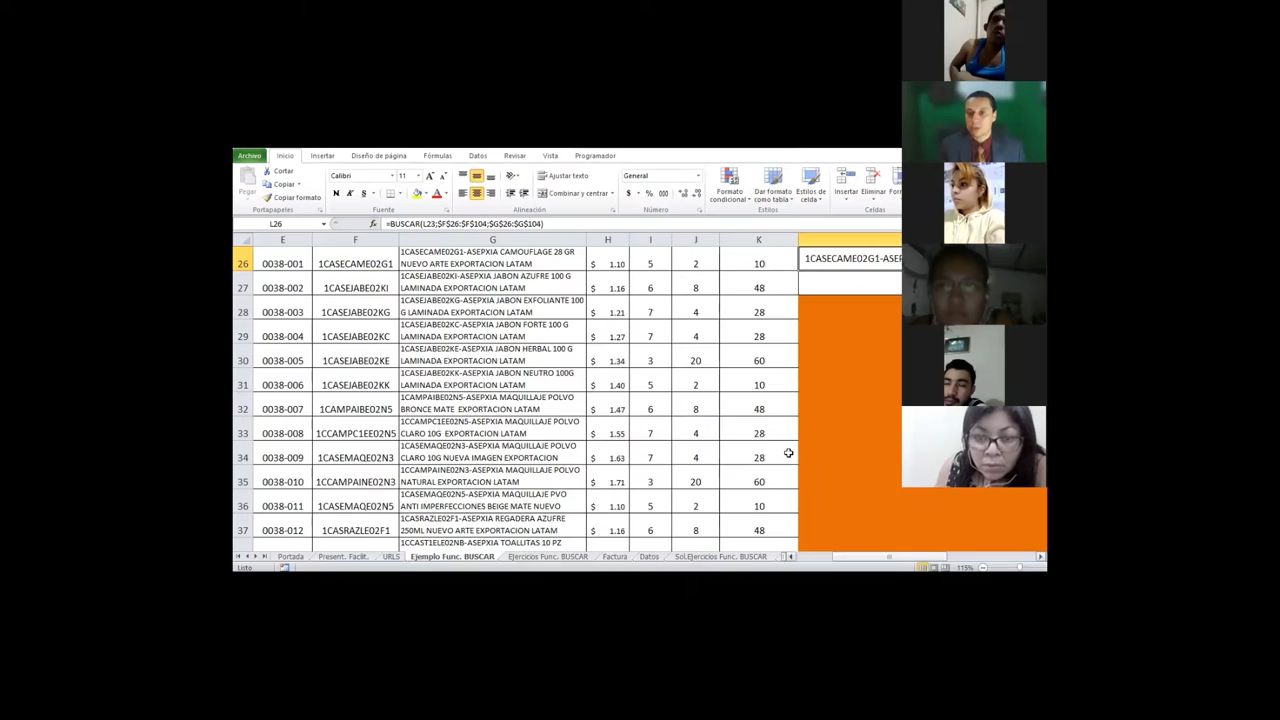 Archivo Inicio Insertar Diseño de página Fórmulas Datos Revisar Vista Programador
Pegar Cortar Copiar Copiar formato
Calibri 11 N K S A A
Ajustar texto Combinar y centrar
General $ % 000
Formato condicional Dar formato como tabla Estilos de celda
Insertar Eliminar
Portapapeles Fuente Alineación Número Estilos Celdas
L26 fx =BUSCAR(L23;$F$26:$F$104;$G$26:$G$104)
E F G H I J K
26 0038-001 1CASECAME02G1 1CASECAME02G1-ASEPXIA CAMOUFLAGE 28 GR NUEVO ARTE EXPORTACION LATAM $ 1.10 5 2 10 1CASECAME02G1-ASEP
27 0038-002 1CASEJABE02KI 1CASEJABE02KI-ASEPXIA JABON AZUFRE 100 G LAMINADA EXPORTACION LATAM $ 1.16 6 8 48
28 0038-003 1CASEJABE02KG 1CASEJABE02KG-ASEPXIA JABON EXFOLIANTE 100 G LAMINADA EXPORTACION LATAM $ 1.21 7 4 28
29 0038-004 1CASEJABE02KC 1CASEJABE02KC-ASEPXIA JABON FORTE 100 G LAMINADA EXPORTACION LATAM $ 1.27 7 4 28
30 0038-005 1CASEJABE02KE 1CASEJABE02KE-ASEPXIA JABON HERBAL 100 G LAMINADA EXPORTACION LATAM $ 1.34 3 20 60
31 0038-006 1CASEJABE02KK 1CASEJABE02KK-ASEPXIA JABON NEUTRO 100G LAMINADA EXPORTACION LATAM $ 1.40 5 2 10
32 0038-007 1CAMPAIBE02N5 1CAMPAIBE02N5-ASEPXIA MAQUILLAJE POLVO BRONCE MATE EXPORTACION LATAM $ 1.47 6 8 48
33 0038-008 1CCAMPC1EE02N5 1CCAMPC1EE02N5-ASEPXIA MAQUILLAJE POLVO CLARO 10G EXPORTACION LATAM $ 1.55 7 4 28
34 0038-009 1CASEMAQE02N3 1CASEMAQE02N3-ASEPXIA MAQUILLAJE POLVO CLARO 10G NUEVA IMAGEN EXPORTACION $ 1.63 7 4 28
35 0038-010 1CCAMPAINE02N3 1CCAMPAINE02N3-ASEPXIA MAQUILLAJE POLVO NATURAL EXPORTACION LATAM $ 1.71 3 20 60
36 0038-011 1CASEMAQE02N5 1CASEMAQE02N5-ASEPXIA MAQUILLAJE PVO ANTI IMPERFECCIONES BEIGE MATE NUEVO $ 1.10 5 2 10
37 0038-012 1CASRAZLE02F1 1CASRAZLE02F1-ASEPXIA REGADERA AZUFRE 250ML NUEVO ARTE EXPORTACION LATAM $ 1.16 6 8 48
1CCAST1ELE02NB-ASEPXIA TOALLITAS 10 PZ
Portada Present. Facilit. URLS Ejemplo Func. BUSCAR Ejercicios Func. BUSCAR Factura Datos Sol.Ejercicios Func. BUSCAR
Listo 115%